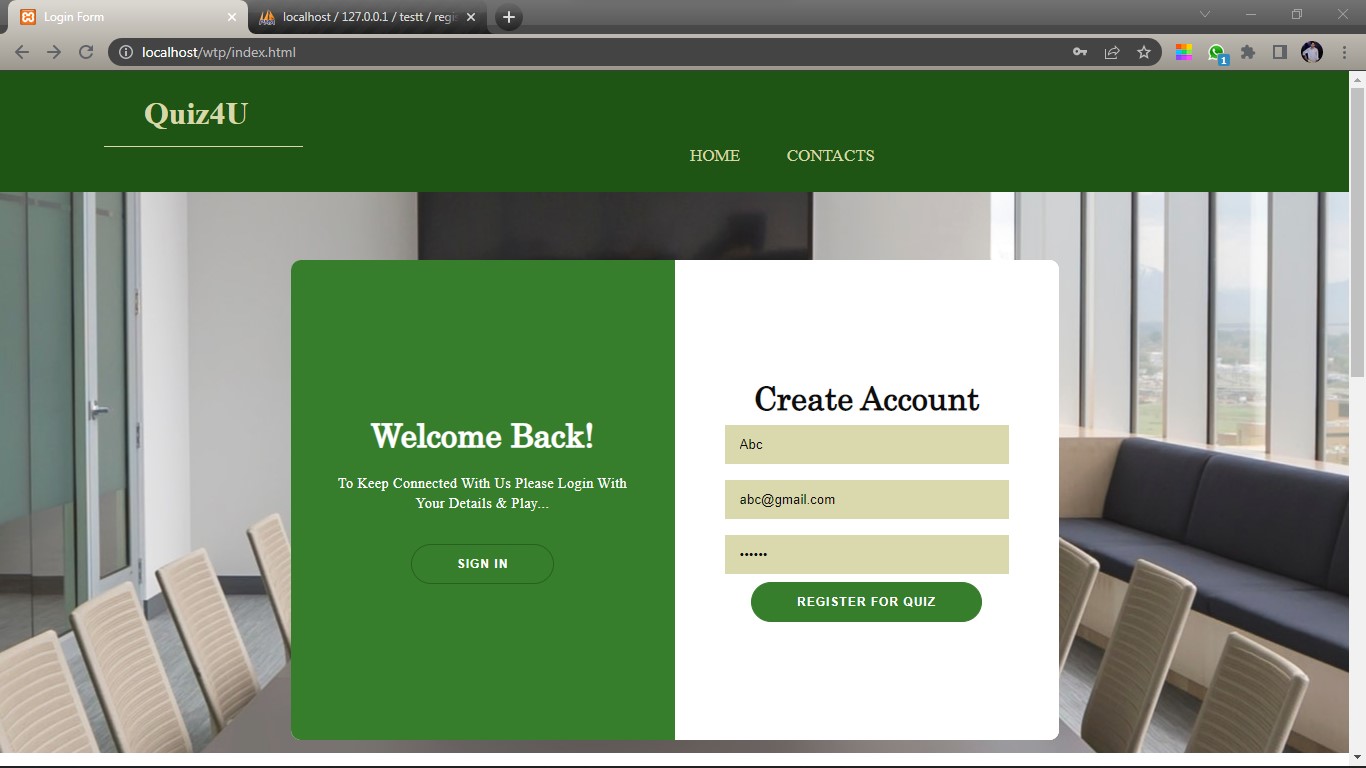 Login Form
localhost / 127.0.0.1 / testt / regis
localhost/wtp/index.html
1
Quiz4U
HOME
CONTACTS
Welcome Back!
To Keep Connected With Us Please Login With
Your Details & Play...
SIGN IN
Create Account
Abc
abc@gmail.com
••••••
REGISTER FOR QUIZ